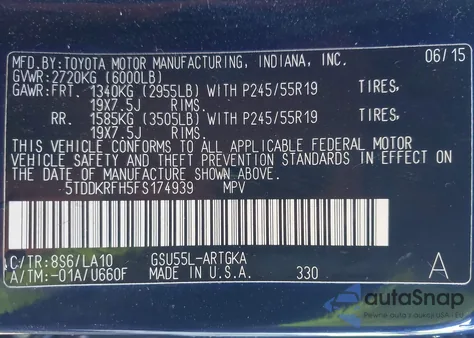 MFD.BY:TOYOTA MOTOR MANUFACTURING, INDIANA, INC. 06/15
GVWR:2720KG (6000LB)
GAWR:FRT. 1340KG (2955LB) WITH P245/55R19 TIRES,
19X7.5J RIMS.
RR. 1585KG (3505LB) WITH P245/55R19 TIRES,
19X7.5J RIMS.
THIS VEHICLE CONFORMS TO ALL APPLICABLE FEDERAL MOTOR
VEHICLE SAFETY AND THEFT PREVENTION STANDARDS IN EFFECT ON
THE DATE OF MANUFACTURE SHOWN ABOVE.
5TDDKRFH5FS174939 MPV
C/TR:8S6/LA10 GSU55L-ARTGKA
A/TM:-01A/U660F MADE IN U.S.A. 330 A
autoSnap